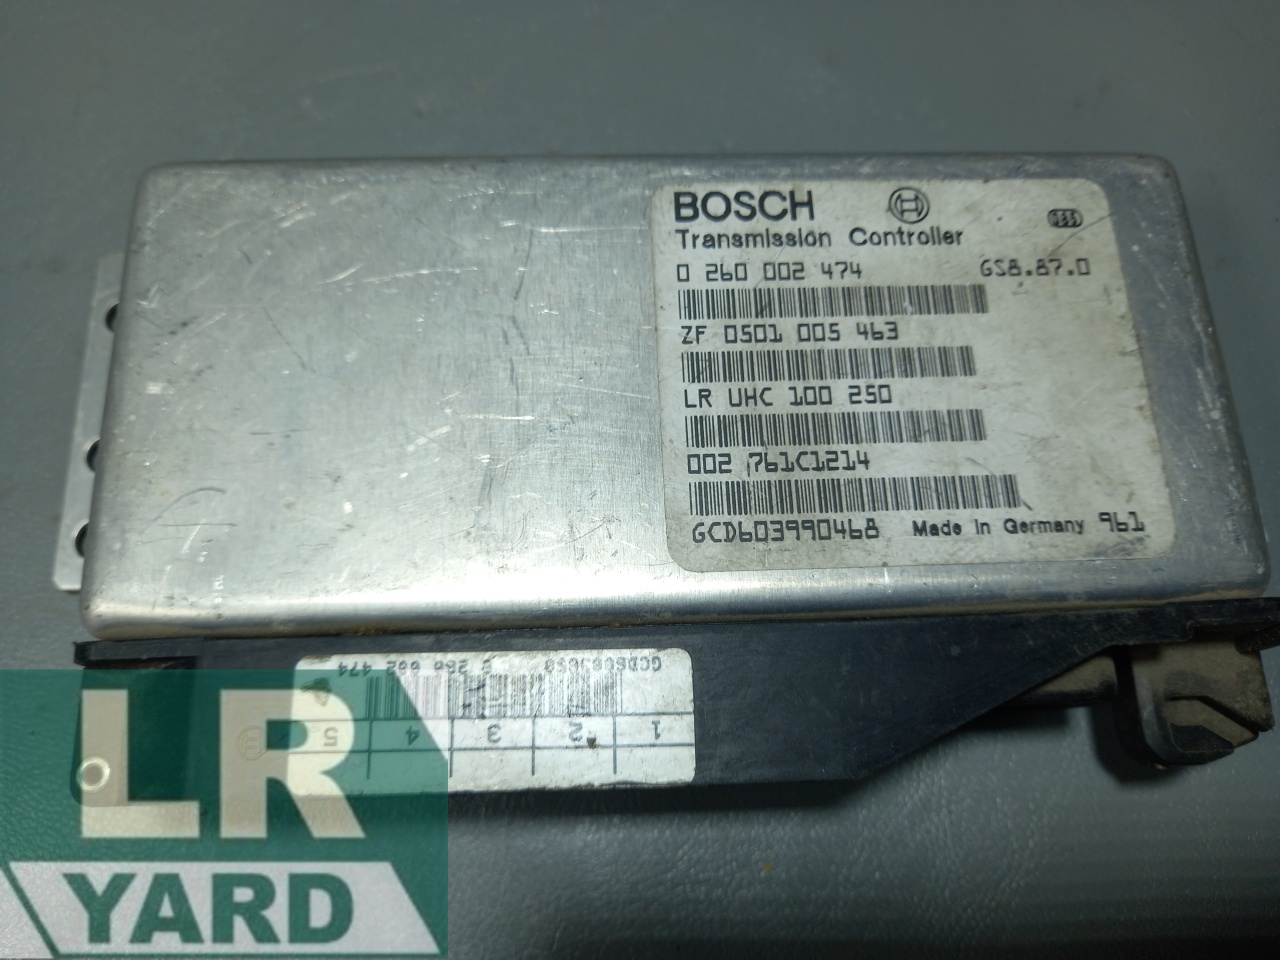 BOSCH
Transmission Controller
0 260 002 474 GS8.87.0
ZF 0501 005 463
LR UHC 100 250
002 761C1214
GCD603990468 Made in Germany 961
1 2 3 4 5
LR
YARD